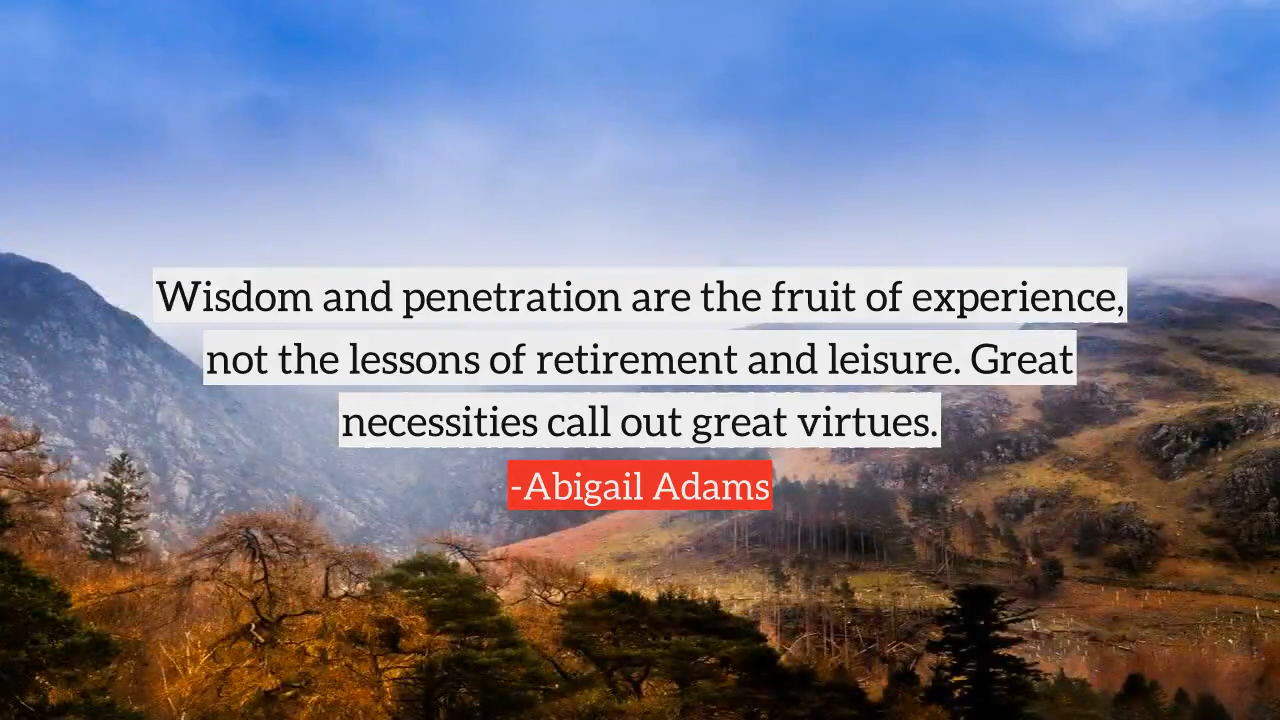 Wisdom and penetration are the fruit of experience,
not the lessons of retirement and leisure. Great
necessities call out great virtues.
-Abigail Adams